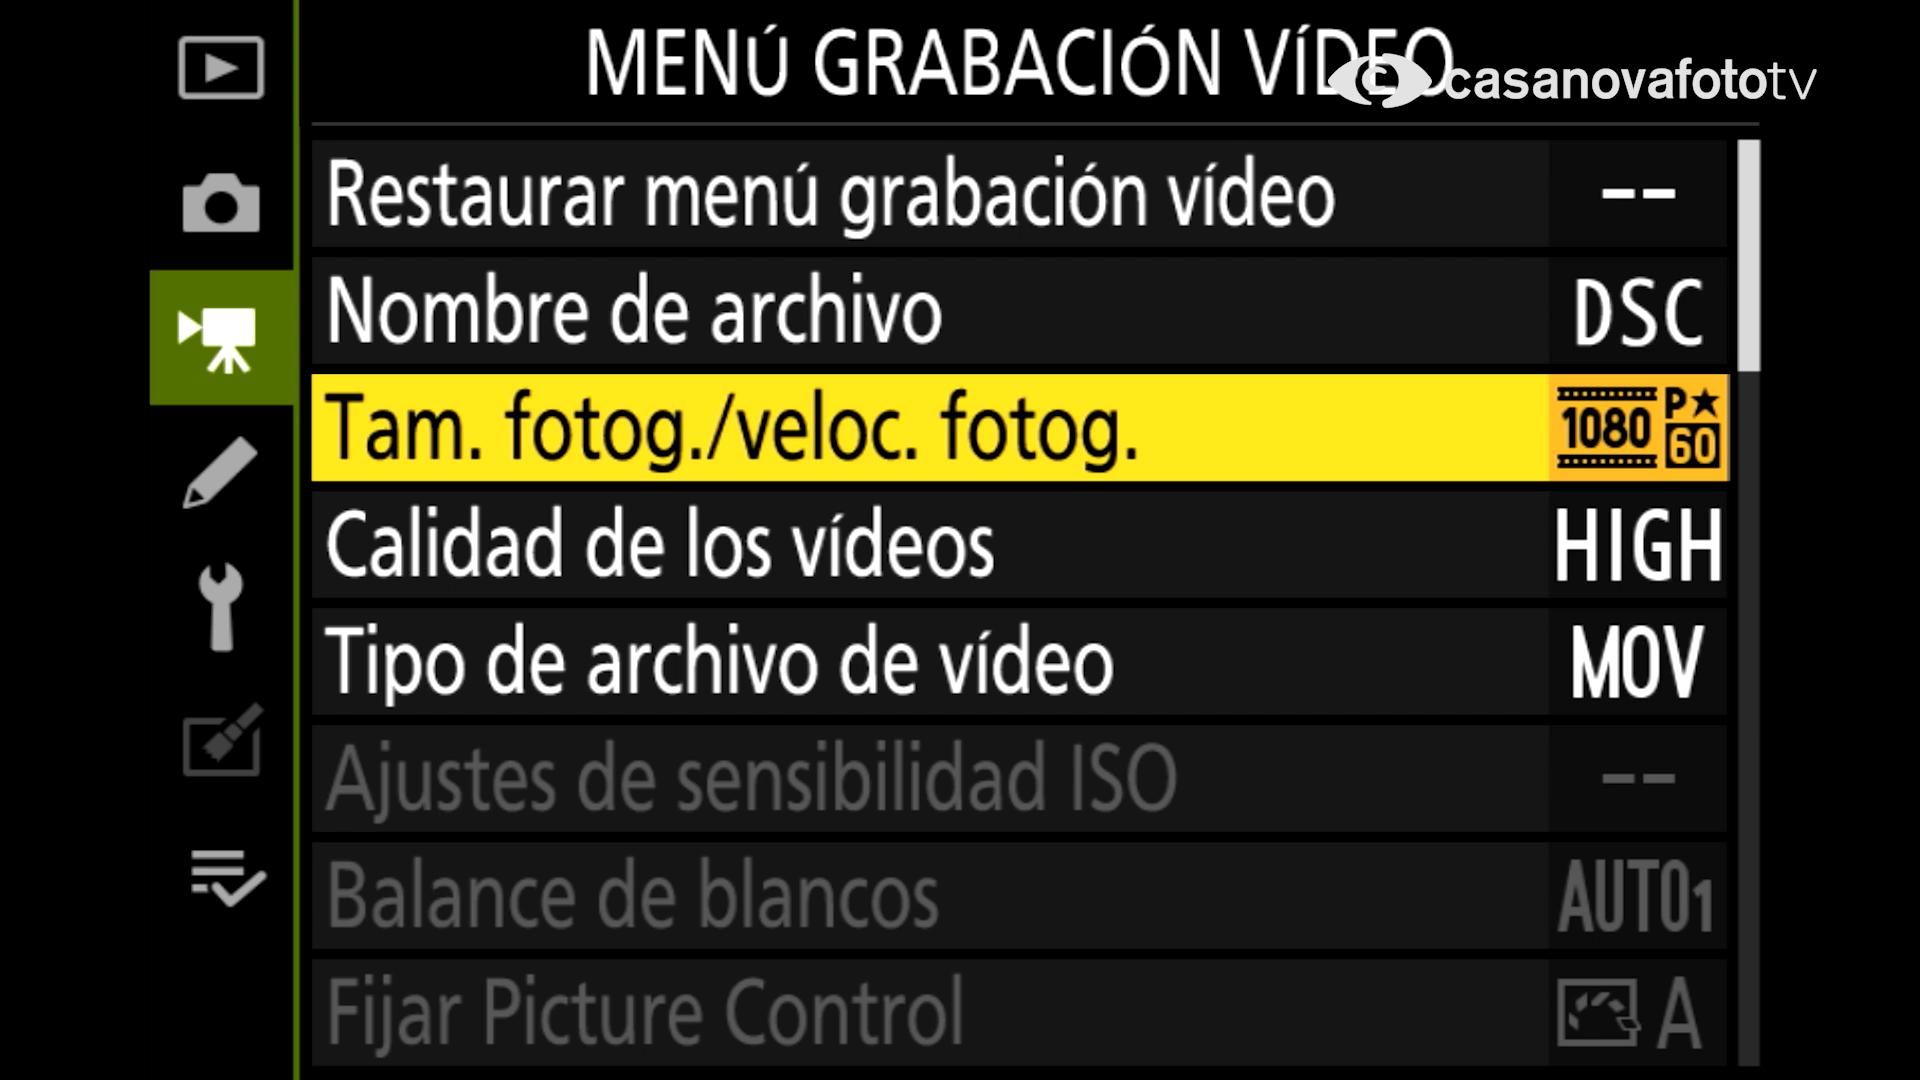 MENÚ GRABACIÓN VÍDEO
casanovafototv
Restaurar menú grabación vídeo --
Nombre de archivo DSC
Tam. fotog./veloc. fotog. 1080 P★ 60
Calidad de los vídeos HIGH
Tipo de archivo de vídeo MOV
Ajustes de sensibilidad ISO --
Balance de blancos AUTO1
Fijar Picture Control A